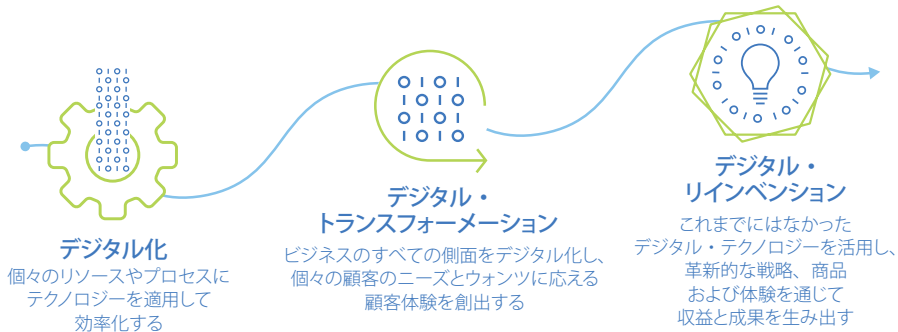 デジタル化
個々のリソースやプロセスに
テクノロジーを適用して
効率化する
デジタル・
トランスフォーメーション
ビジネスのすべての側面をデジタル化し、
個々の顧客のニーズとウォンツに応える
顧客体験を創出する
デジタル・
リインベンション
これまでにはなかった
デジタル・テクノロジーを活用し、
革新的な戦略、商品
および体験を通じて
収益と成果を生み出す